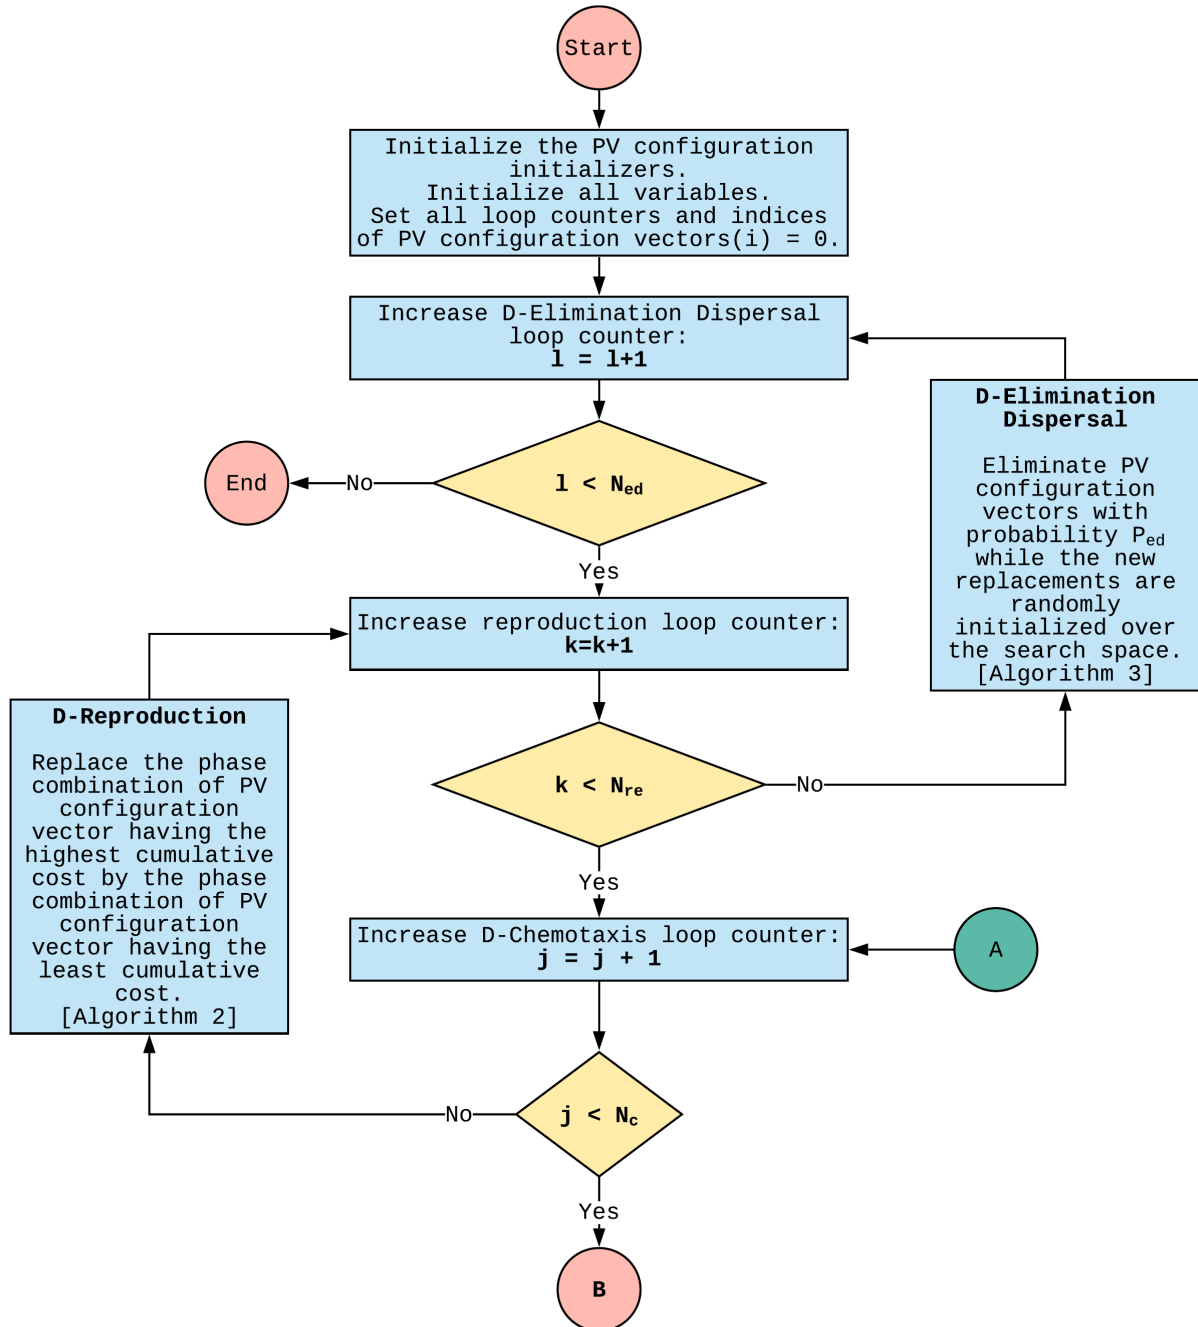 Start
Initialize the PV configuration
initializers.
Initialize all variables.
Set all loop counters and indices
of PV configuration vectors(i) = 0.
Increase D-Elimination Dispersal
loop counter:
l = l+1
D-Elimination
Dispersal
Eliminate PV
configuration
vectors with
probability Ped
while the new
replacements are
randomly
initialized over
the search space.
[Algorithm 3]
l < Ned
No
End
Yes
Increase reproduction loop counter:
k=k+1
D-Reproduction
Replace the phase
combination of PV
configuration
vector having the
highest cumulative
cost by the phase
combination of PV
configuration
vector having the
least cumulative
cost.
[Algorithm 2]
k < Nre
No
Yes
Increase D-Chemotaxis loop counter:
j = j + 1
A
j < Nc
No
Yes
B